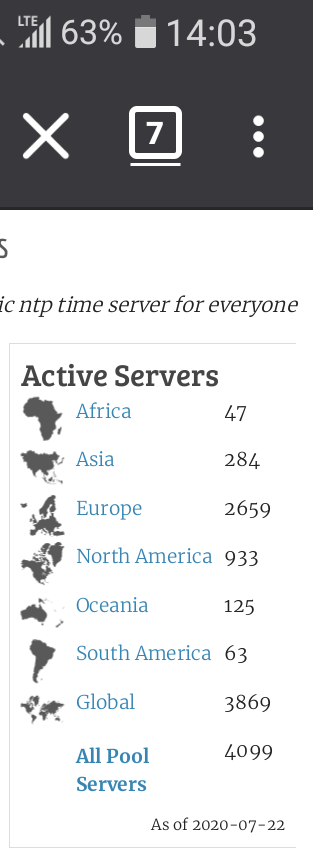 LTE 63% 14:03
7
s
ic ntp time server for everyone
Active Servers
Africa 47
Asia 284
Europe 2659
North America 933
Oceania 125
South America 63
Global 3869
All Pool 4099
Servers
As of 2020-07-22